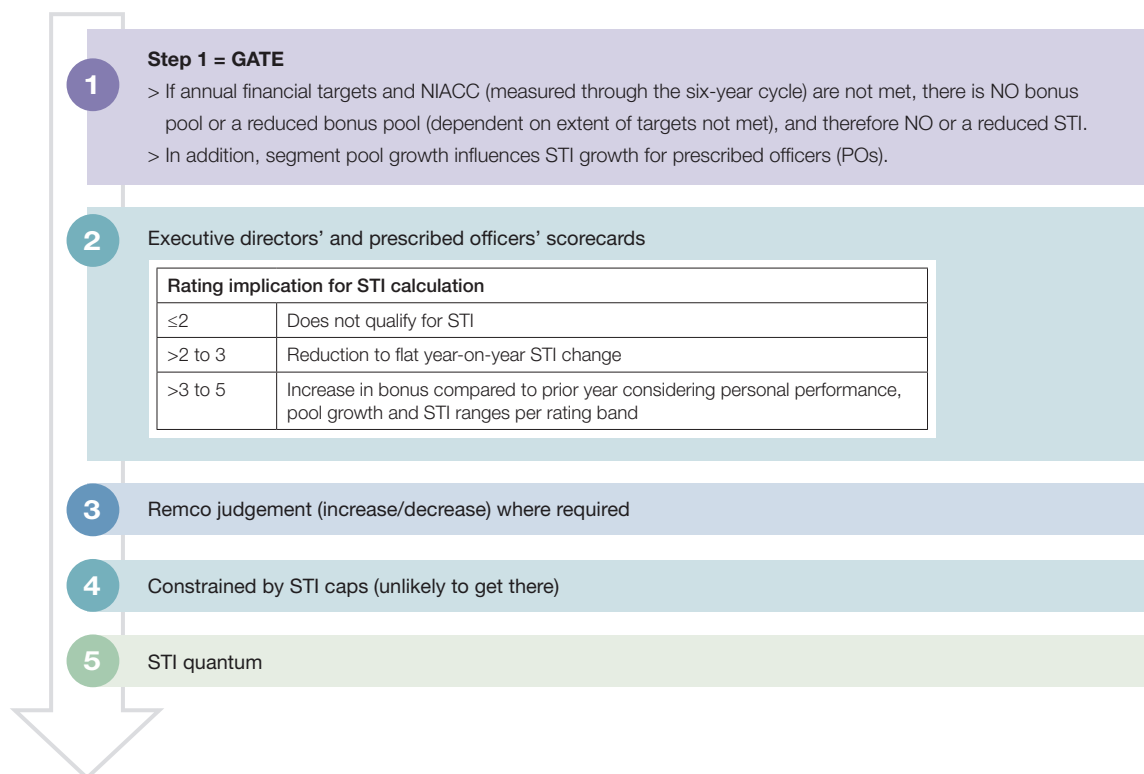 1
Step 1 = GATE
> If annual financial targets and NIACC (measured through the six-year cycle) are not met, there is NO bonus
pool or a reduced bonus pool (dependent on extent of targets not met), and therefore NO or a reduced STI.
> In addition, segment pool growth influences STI growth for prescribed officers (POs).
2
Executive directors’ and prescribed officers’ scorecards
Rating implication for STI calculation
≤2 Does not qualify for STI
>2 to 3 Reduction to flat year-on-year STI change
>3 to 5 Increase in bonus compared to prior year considering personal performance,
pool growth and STI ranges per rating band
3
Remco judgement (increase/decrease) where required
4
Constrained by STI caps (unlikely to get there)
5
STI quantum